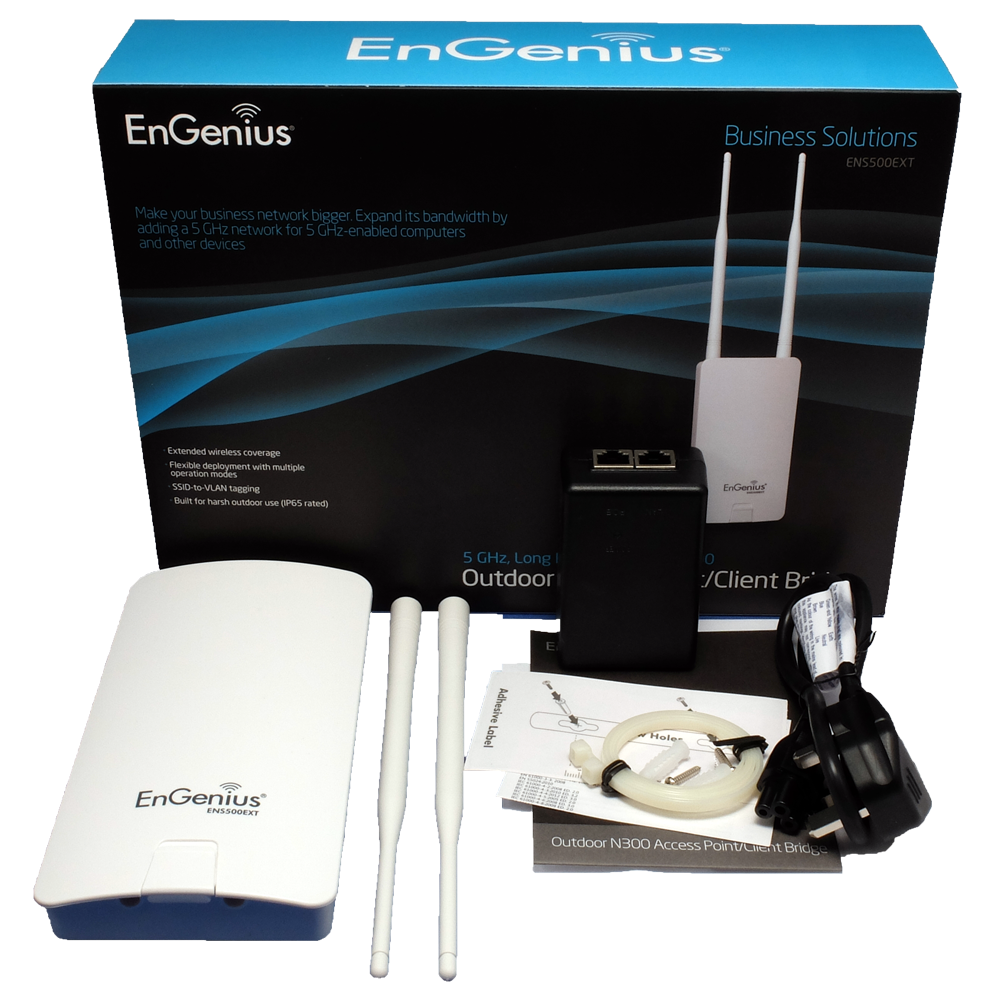 EnGenius®
EnGenius®
Business Solutions
ENS500EXT
Make your business network bigger. Expand its bandwidth by
adding a 5 GHz network for 5 GHz-enabled computers
and other devices
· Extended wireless coverage
· Flexible deployment with multiple
operation modes
· SSID-to-VLAN tagging
· Built for harsh outdoor use (IP65 rated)
EnGenius®
5 GHz, Long
Outdoor t/Client Bri
Adhesive Label
Holes
EnGenius®
ENS500EXT
Outdoor N300 Access Point/Client Bridge